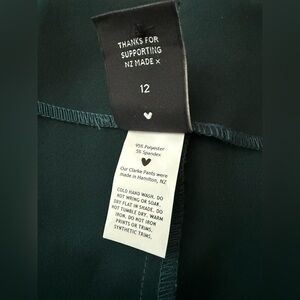 THANKS FOR
SUPPORTING
NZ MADE x
12
95% Polyester
5% Spandex
Our Clarke Pants were
made in Hamilton, NZ
COLD HAND WASH. DO
NOT WRING OR SOAK.
DRY FLAT IN SHADE. DO
NOT TUMBLE DRY. WARM
IRON. DO NOT IRON
PRINTS OR TRIMS.
SYNTHETIC TRIMS.